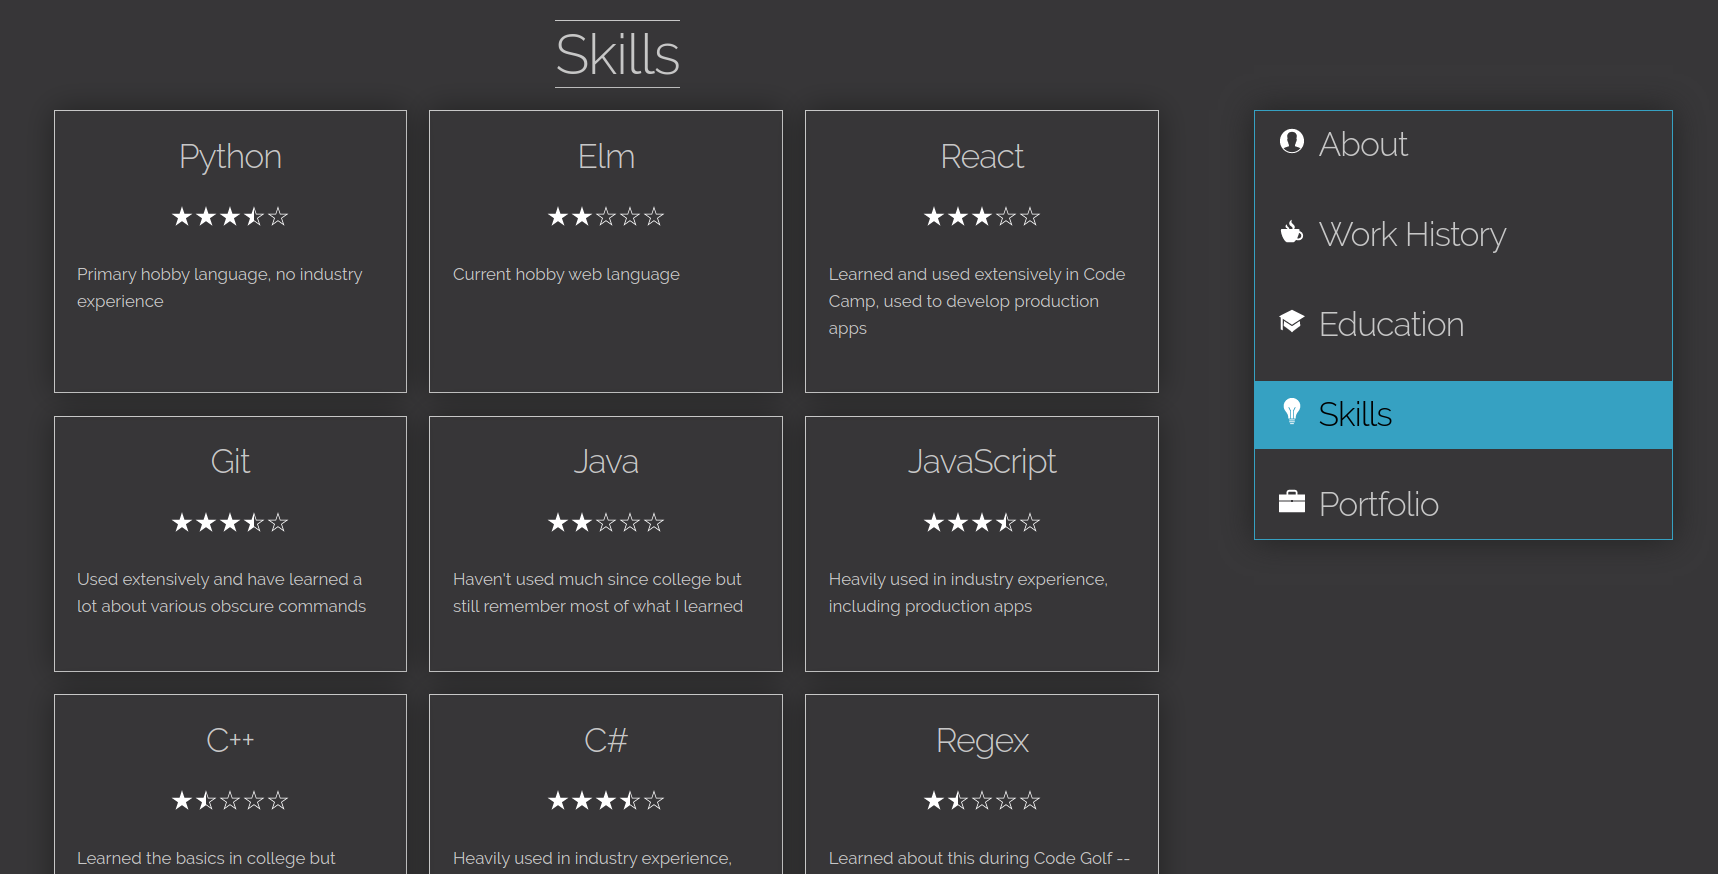 Skills
Python
★★★⯪☆
Primary hobby language, no industry
experience
Elm
★★☆☆☆
Current hobby web language
React
★★★☆☆
Learned and used extensively in Code
Camp, used to develop production
apps
Git
★★★⯪☆
Used extensively and have learned a
lot about various obscure commands
Java
★★☆☆☆
Haven't used much since college but
still remember most of what I learned
JavaScript
★★★⯪☆
Heavily used in industry experience,
including production apps
C++
★⯪☆☆☆
Learned the basics in college but
C#
★★★⯪☆
Heavily used in industry experience,
Regex
★⯪☆☆☆
Learned about this during Code Golf --
About
Work History
Education
Skills
Portfolio